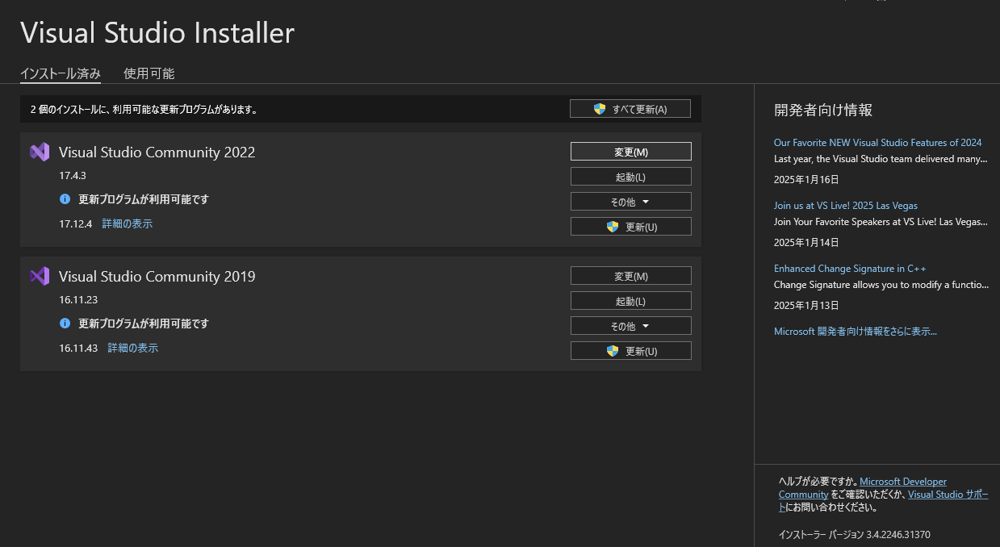 Visual Studio Installer
インストール済み 使用可能
2 個のインストールに、利用可能な更新プログラムがあります。 すべて更新(A)
Visual Studio Community 2022
17.4.3
更新プログラムが利用可能です
17.12.4 詳細の表示
変更(M)
起動(L)
その他
更新(U)
Visual Studio Community 2019
16.11.23
更新プログラムが利用可能です
16.11.43 詳細の表示
変更(M)
起動(L)
その他
更新(U)
開発者向け情報
Our Favorite NEW Visual Studio Features of 2024
Last year, the Visual Studio team delivered many...
2025年1月16日
Join us at VS Live! 2025 Las Vegas
Join Your Favorite Speakers at VS Live! Las Vegas...
2025年1月14日
Enhanced Change Signature in C++
Change Signature allows you to modify a functio...
2025年1月13日
Microsoft 開発者向け情報をさらに表示...
ヘルプが必要ですか。Microsoft Developer
Community をご確認いただくか、Visual Studio サポー
トにお問い合わせください。
インストーラー バージョン 3.4.2246.31370